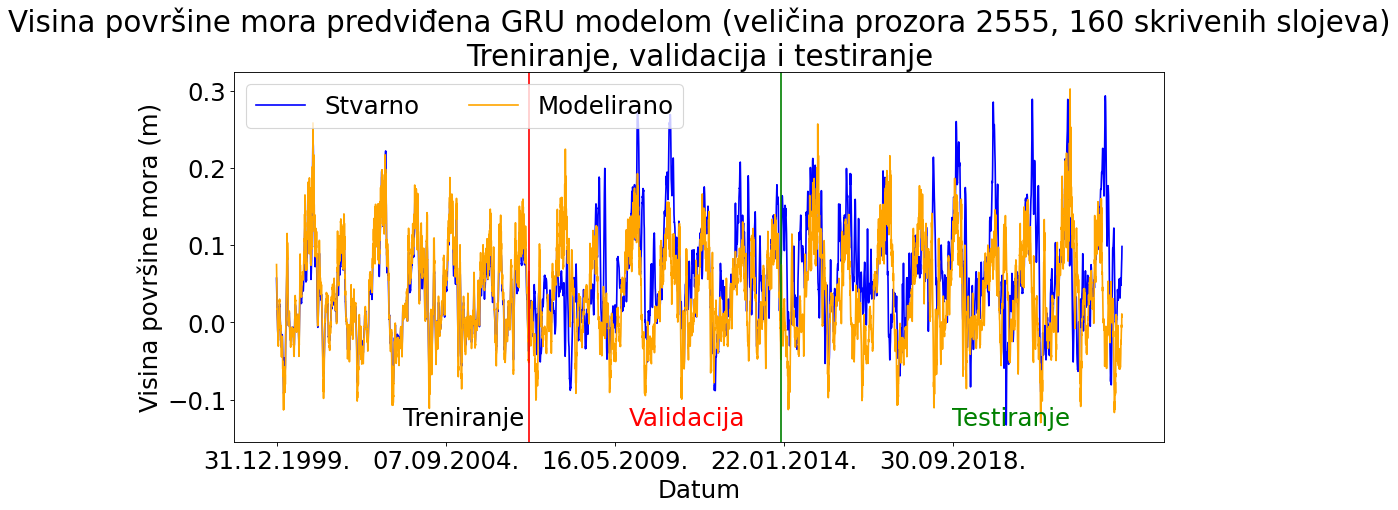 Visina površine mora predviđena GRU modelom (veličina prozora 2555, 160 skrivenih slojeva)
Treniranje, validacija i testiranje
Stvarno
Modelirano
Visina površine mora (m)
0.3
0.2
0.1
0.0
−0.1
Treniranje
Validacija
Testiranje
31.12.1999.
07.09.2004.
16.05.2009.
22.01.2014.
30.09.2018.
Datum